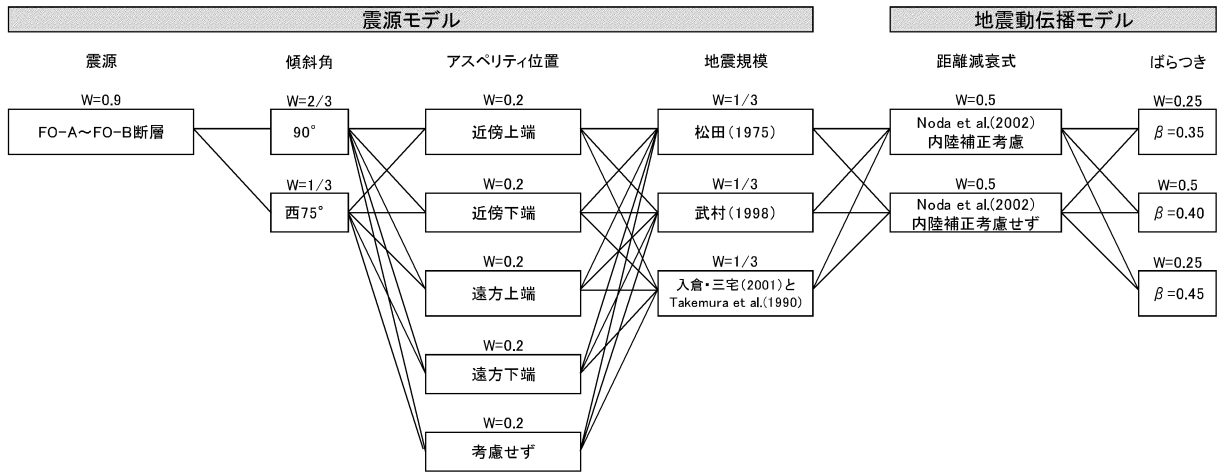 震源モデル
地震動伝播モデル
震源
傾斜角
アスペリティ位置
地震規模
距離減衰式
ばらつき
W=0.9
FO-A～FO-B断層
W=2/3
90°
W=1/3
西75°
W=0.2
近傍上端
W=0.2
近傍下端
W=0.2
遠方上端
W=0.2
遠方下端
W=0.2
考慮せず
W=1/3
松田(1975)
W=1/3
武村(1998)
W=1/3
入倉・三宅(2001)と
Takemura et al.(1990)
W=0.5
Noda et al.(2002)
内陸補正考慮
W=0.5
Noda et al.(2002)
内陸補正考慮せず
W=0.25
β=0.35
W=0.5
β=0.40
W=0.25
β=0.45